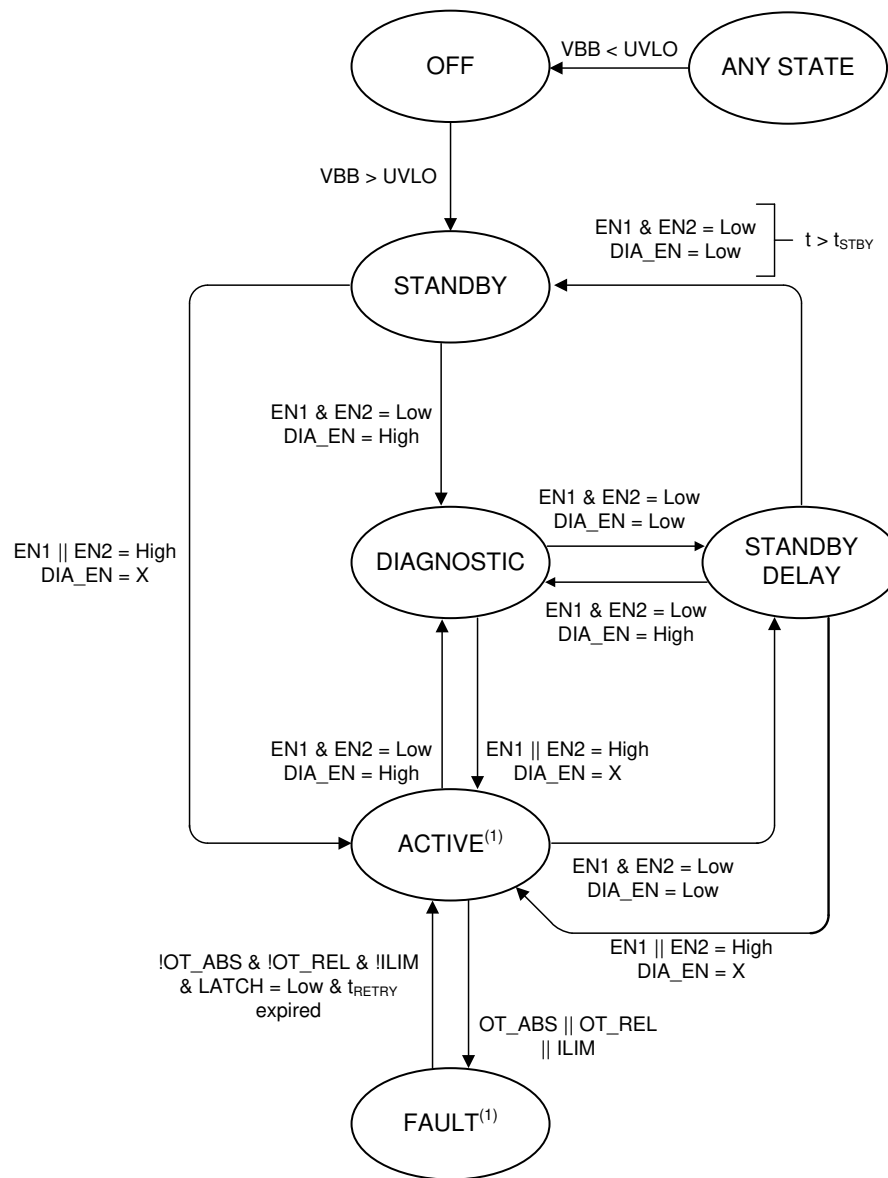 OFF
VBB < UVLO
ANY STATE
VBB > UVLO
EN1 & EN2 = Low
DIA_EN = Low
t > tSTBY
STANDBY
EN1 & EN2 = Low
DIA_EN = High
EN1 || EN2 = High
DIA_EN = X
EN1 & EN2 = Low
DIA_EN = Low
DIAGNOSTIC
STANDBY
DELAY
EN1 & EN2 = Low
DIA_EN = High
EN1 & EN2 = Low
DIA_EN = High
EN1 || EN2 = High
DIA_EN = X
ACTIVE(1)
EN1 & EN2 = Low
DIA_EN = Low
EN1 || EN2 = High
DIA_EN = X
!OT_ABS & !OT_REL & !ILIM
& LATCH = Low & tRETRY
expired
OT_ABS || OT_REL
|| ILIM
FAULT(1)